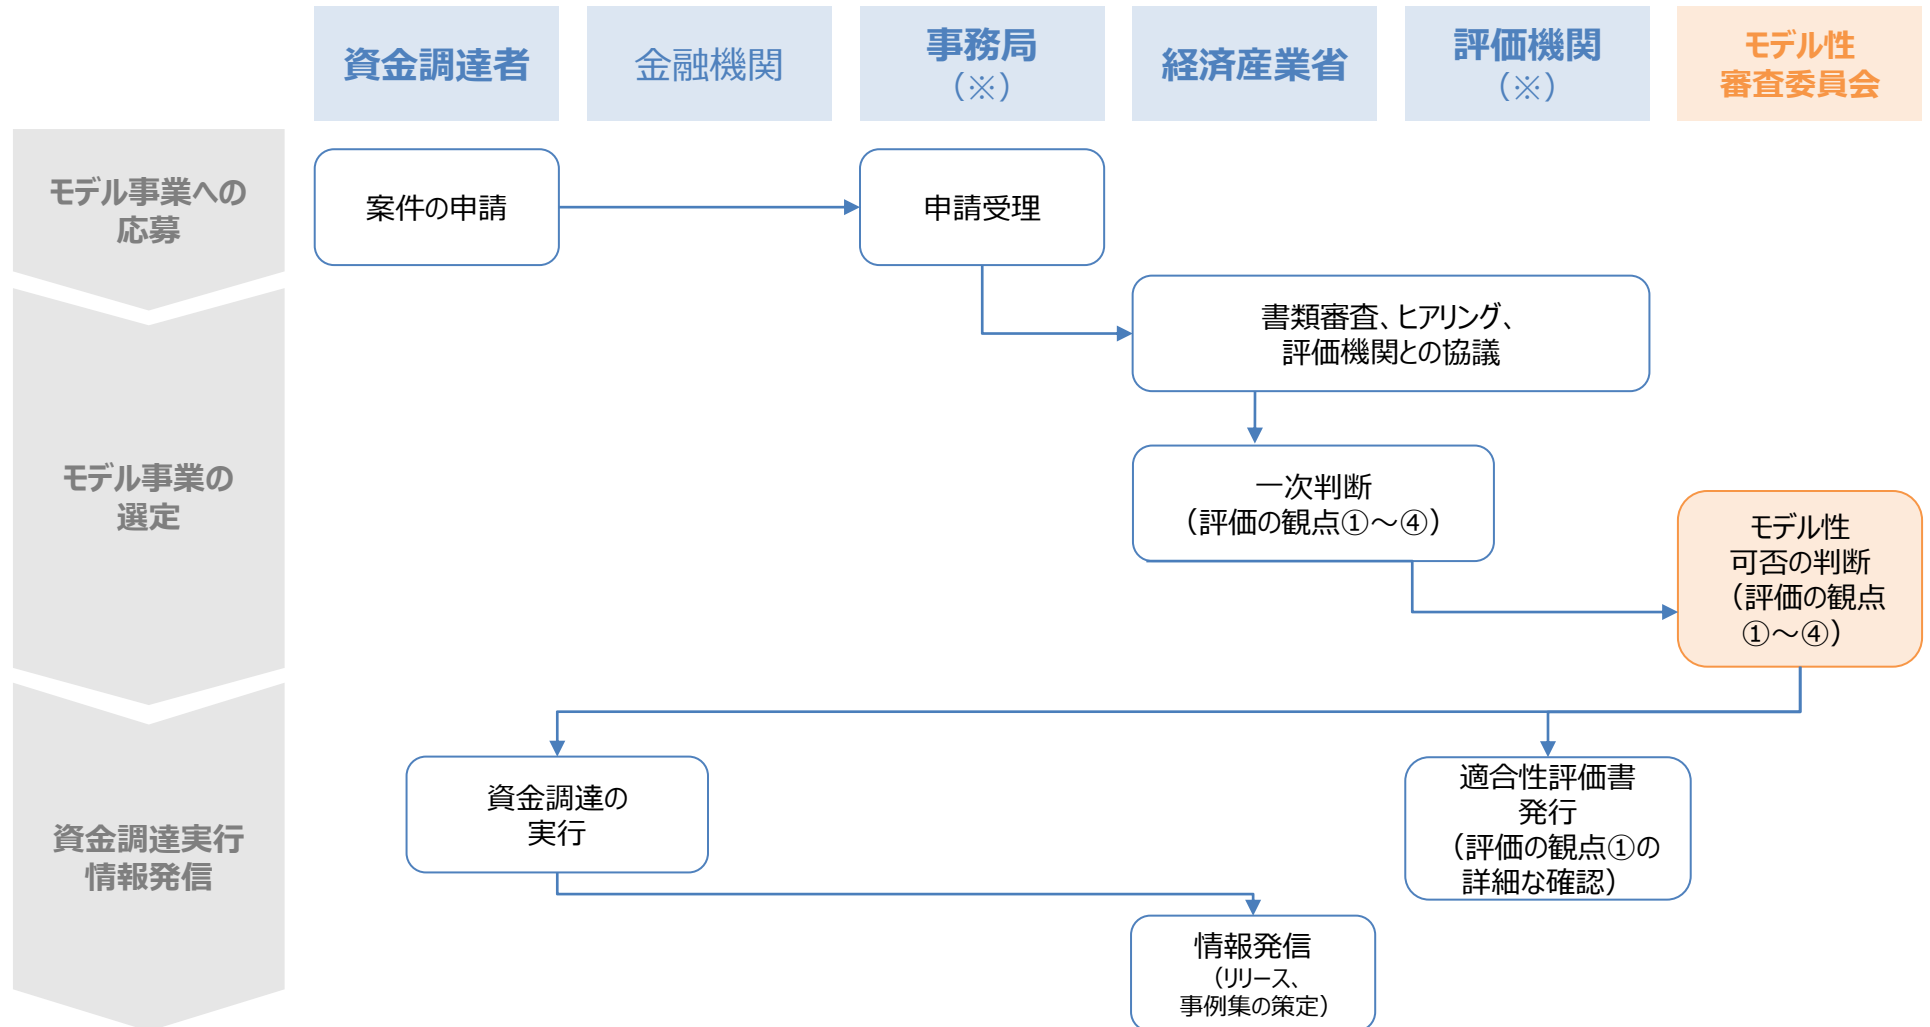 資金調達者
金融機関
事務局
（※）
経済産業省
評価機関
（※）
モデル性
審査委員会
モデル事業への
応募
案件の申請
申請受理
書類審査、ヒアリング、
評価機関との協議
モデル事業の
選定
一次判断
（評価の観点①～④）
モデル性
可否の判断
（評価の観点
①～④）
資金調達実行
情報発信
資金調達の
実行
適合性評価書
発行
（評価の観点①の
詳細な確認）
情報発信
（リリース、
事例集の策定）